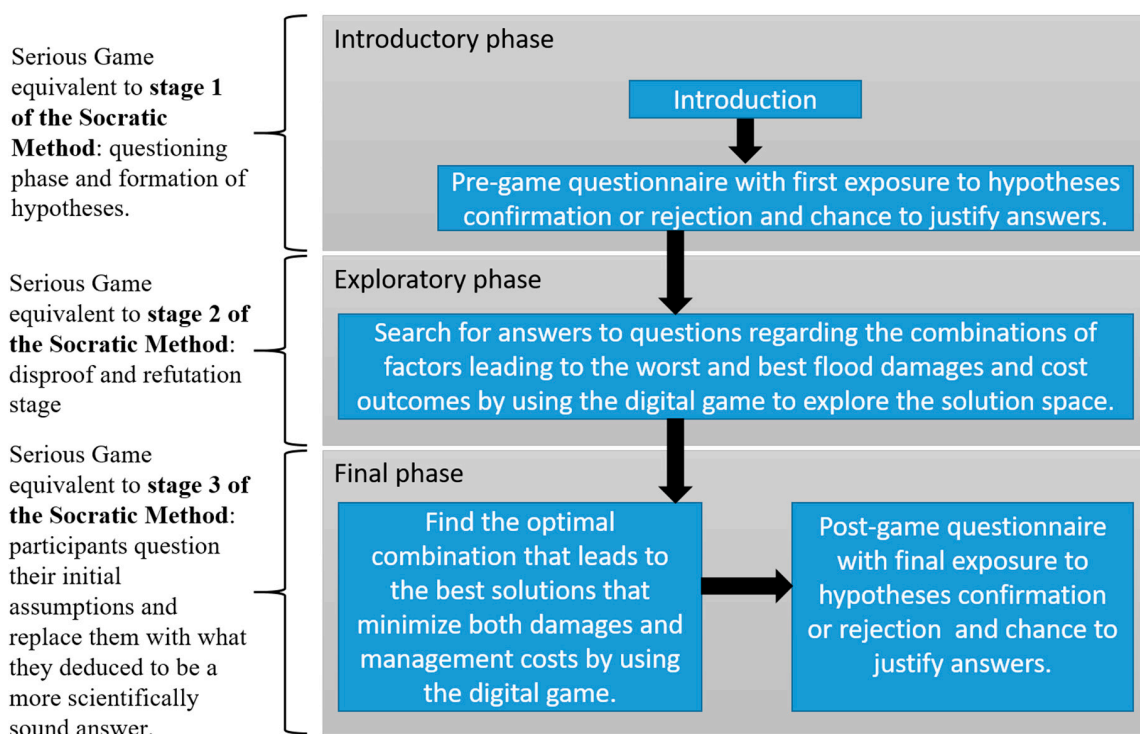 Serious Game
equivalent to stage 1
of the Socratic
Method: questioning
phase and formation of
hypotheses.
Introductory phase
Introduction
Pre-game questionnaire with first exposure to hypotheses
confirmation or rejection and chance to justify answers.
Serious Game
equivalent to stage 2 of
the Socratic Method:
disproof and refutation
stage
Exploratory phase
Search for answers to questions regarding the combinations of
factors leading to the worst and best flood damages and cost
outcomes by using the digital game to explore the solution space.
Serious Game
equivalent to stage 3 of
the Socratic Method:
participants question
their initial
assumptions and
replace them with what
they deduced to be a
more scientifically
sound answer.
Final phase
Find the optimal
combination that leads to
the best solutions that
minimize both damages and
management costs by using
the digital game.
Post-game questionnaire
with final exposure to
hypotheses confirmation
or rejection  and chance to
justify answers.